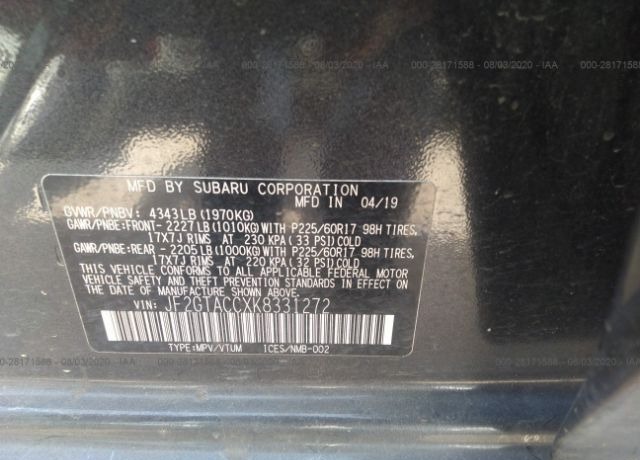 000-28171588 - 08/03/2020 - IAA
MFD BY SUBARU CORPORATION
MFD IN 04/19
GVWR/PNBV: 4343LB(1970KG)
GAWR/PNBE:FRONT-2227LB(1010KG)WITH P225/60R17 98H TIRES,
17X7J RIMS AT 230 KPA(33 PSI)COLD
GAWR/PNBE:REAR -2205LB(1000KG)WITH P225/60R17 98H TIRES,
17X7J RIMS AT 220 KPA(32 PSI)COLD
THIS VEHICLE CONFORMS TO ALL APPLICABLE FEDERAL MOTOR
VEHICLE SAFETY AND THEFT PREVENTION STANDARDS IN EFFECT
ON THE DATE OF MANUFACTURE SHOWN ABOVE.
VIN: JF2GTACCXK8331272
TYPE:MPV/VTUM ICES/NMB-002